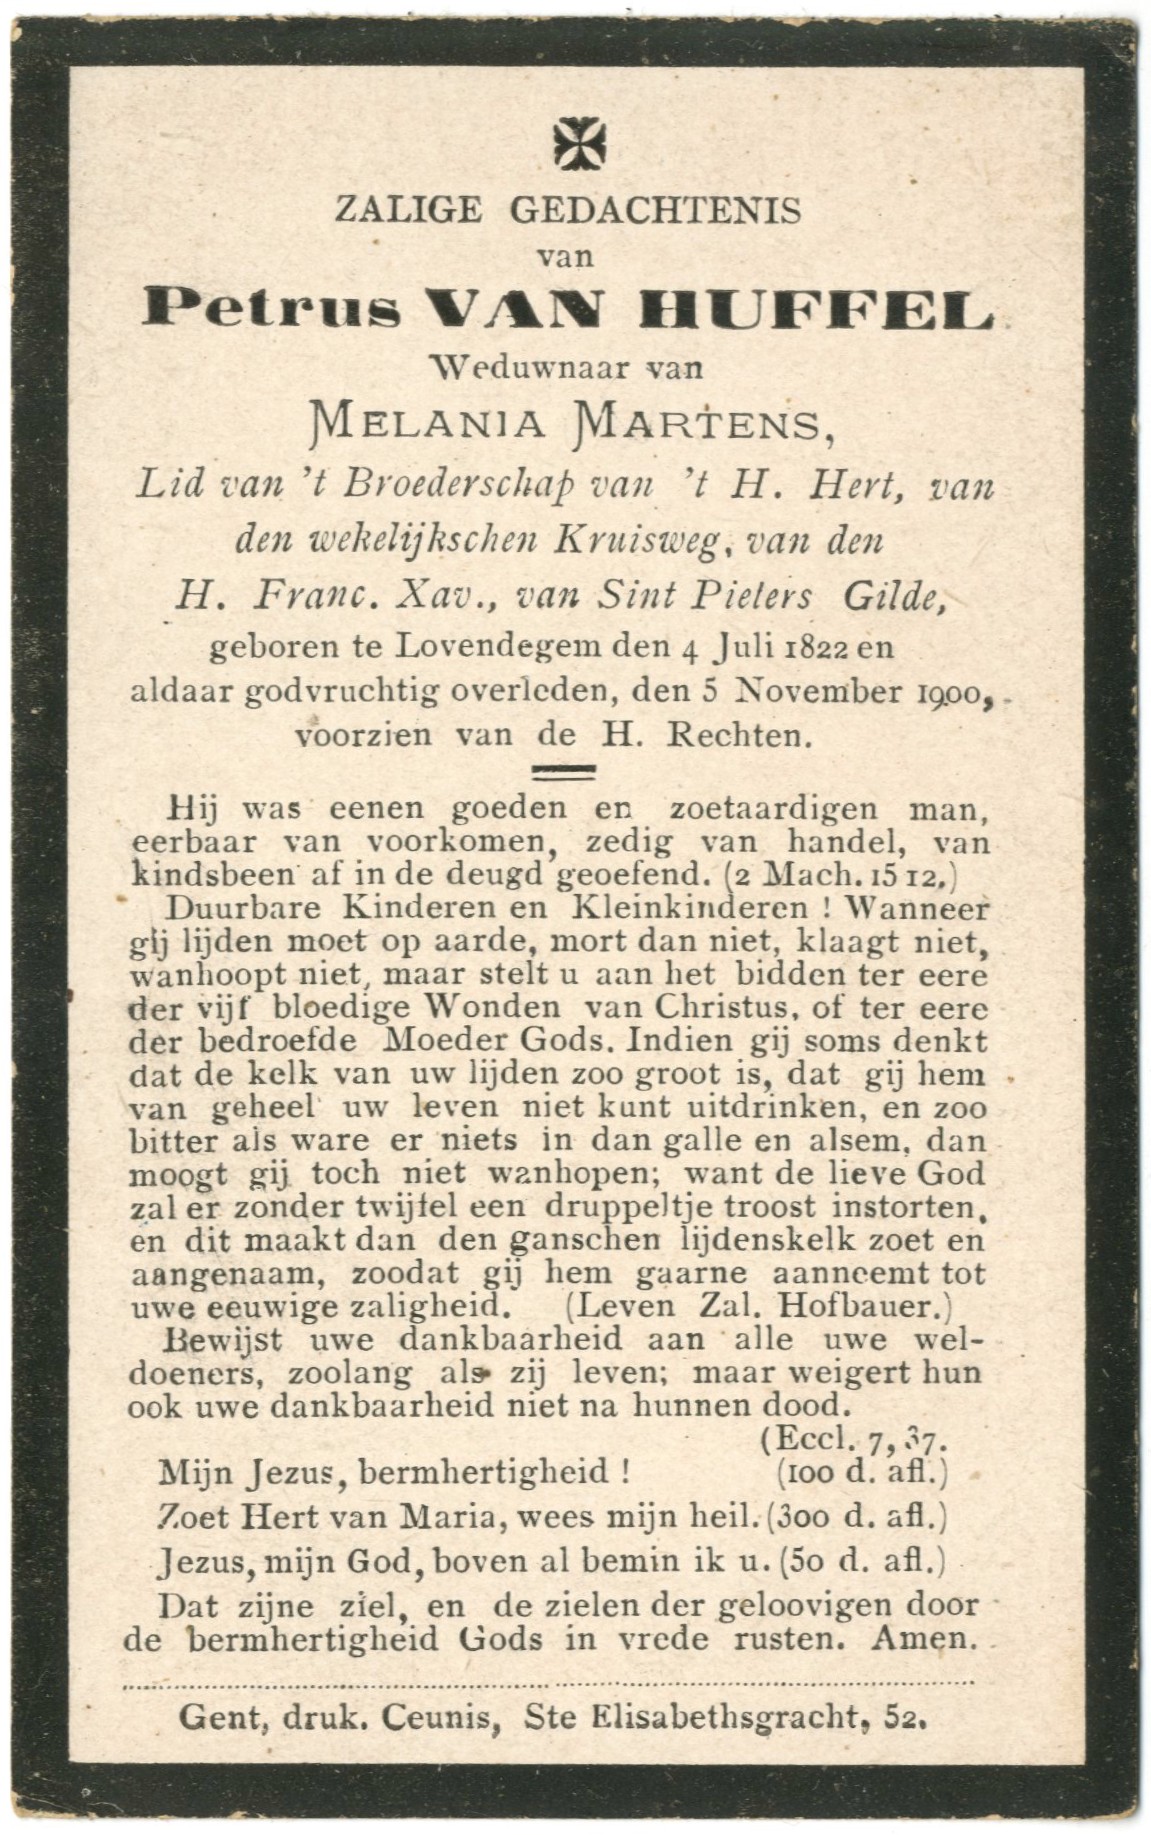 ZALIGE GEDACHTENIS
van
Petrus VAN HUFFEL
Weduwnaar van
MELANIA MARTENS,
Lid van 't Broederschap van 't H. Hert, van
den wekelijkschen Kruisweg, van den
H. Franc. Xav., van Sint Pieters Gilde,
geboren te Lovendegem den 4 Juli 1822 en
aldaar godvruchtig overleden, den 5 November 1900,
voorzien van de H. Rechten.
Hij was eenen goeden en zoetaardigen man,
eerbaar van voorkomen, zedig van handel, van
kindsbeen af in de deugd geoefend. (2 Mach. 15 12.)
Duurbare Kinderen en Kleinkinderen ! Wanneer
gij lijden moet op aarde, mort dan niet, klaagt niet,
wanhoopt niet, maar stelt u aan het bidden ter eere
der vijf bloedige Wonden van Christus, of ter eere
der bedroefde Moeder Gods. Indien gij soms denkt
dat de kelk van uw lijden zoo groot is, dat gij hem
van geheel uw leven niet kunt uitdrinken, en zoo
bitter als ware er niets in dan galle en alsem, dan
moogt gij toch niet wanhopen; want de lieve God
zal er zonder twijfel een druppeltje troost instorten,
en dit maakt dan den ganschen lijdenskelk zoet en
aangenaam, zoodat gij hem gaarne aanneemt tot
uwe eeuwige zaligheid. (Leven Zal. Hofbauer.)
Bewijst uwe dankbaarheid aan alle uwe wel-
doeners, zoolang als zij leven; maar weigert hun
ook uwe dankbaarheid niet na hunnen dood.
(Eccl. 7, 37.
Mijn Jezus, bermhertigheid ! (100 d. afl.)
Zoet Hert van Maria, wees mijn heil. (300 d. afl.)
Jezus, mijn God, boven al bemin ik u. (50 d. afl.)
Dat zijne ziel, en de zielen der geloovigen door
de bermhertigheid Gods in vrede rusten. Amen.
Gent, druk. Ceunis, Ste Elisabethsgracht, 52.